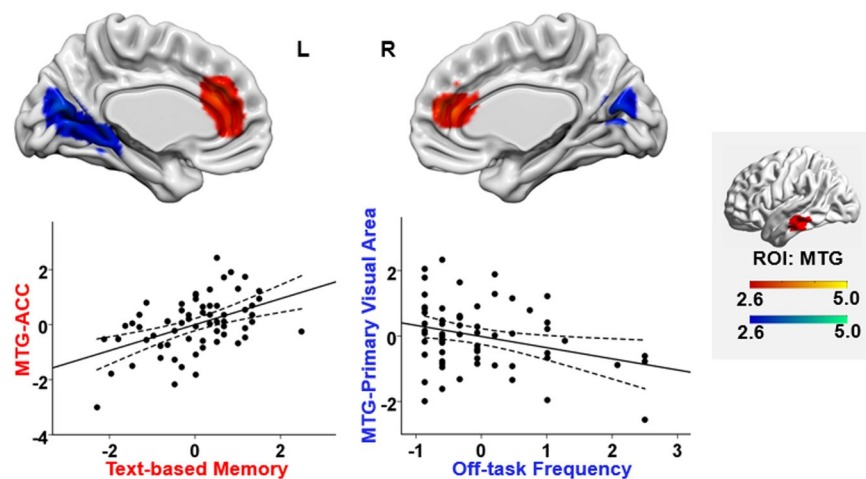 L
R
ROI: MTG
2.6 5.0
2.6 5.0
MTG-ACC
2
0
-2
-4
-2 0 2
Text-based Memory
MTG-Primary Visual Area
2
0
-2
-1 0 1 2 3
Off-task Frequency